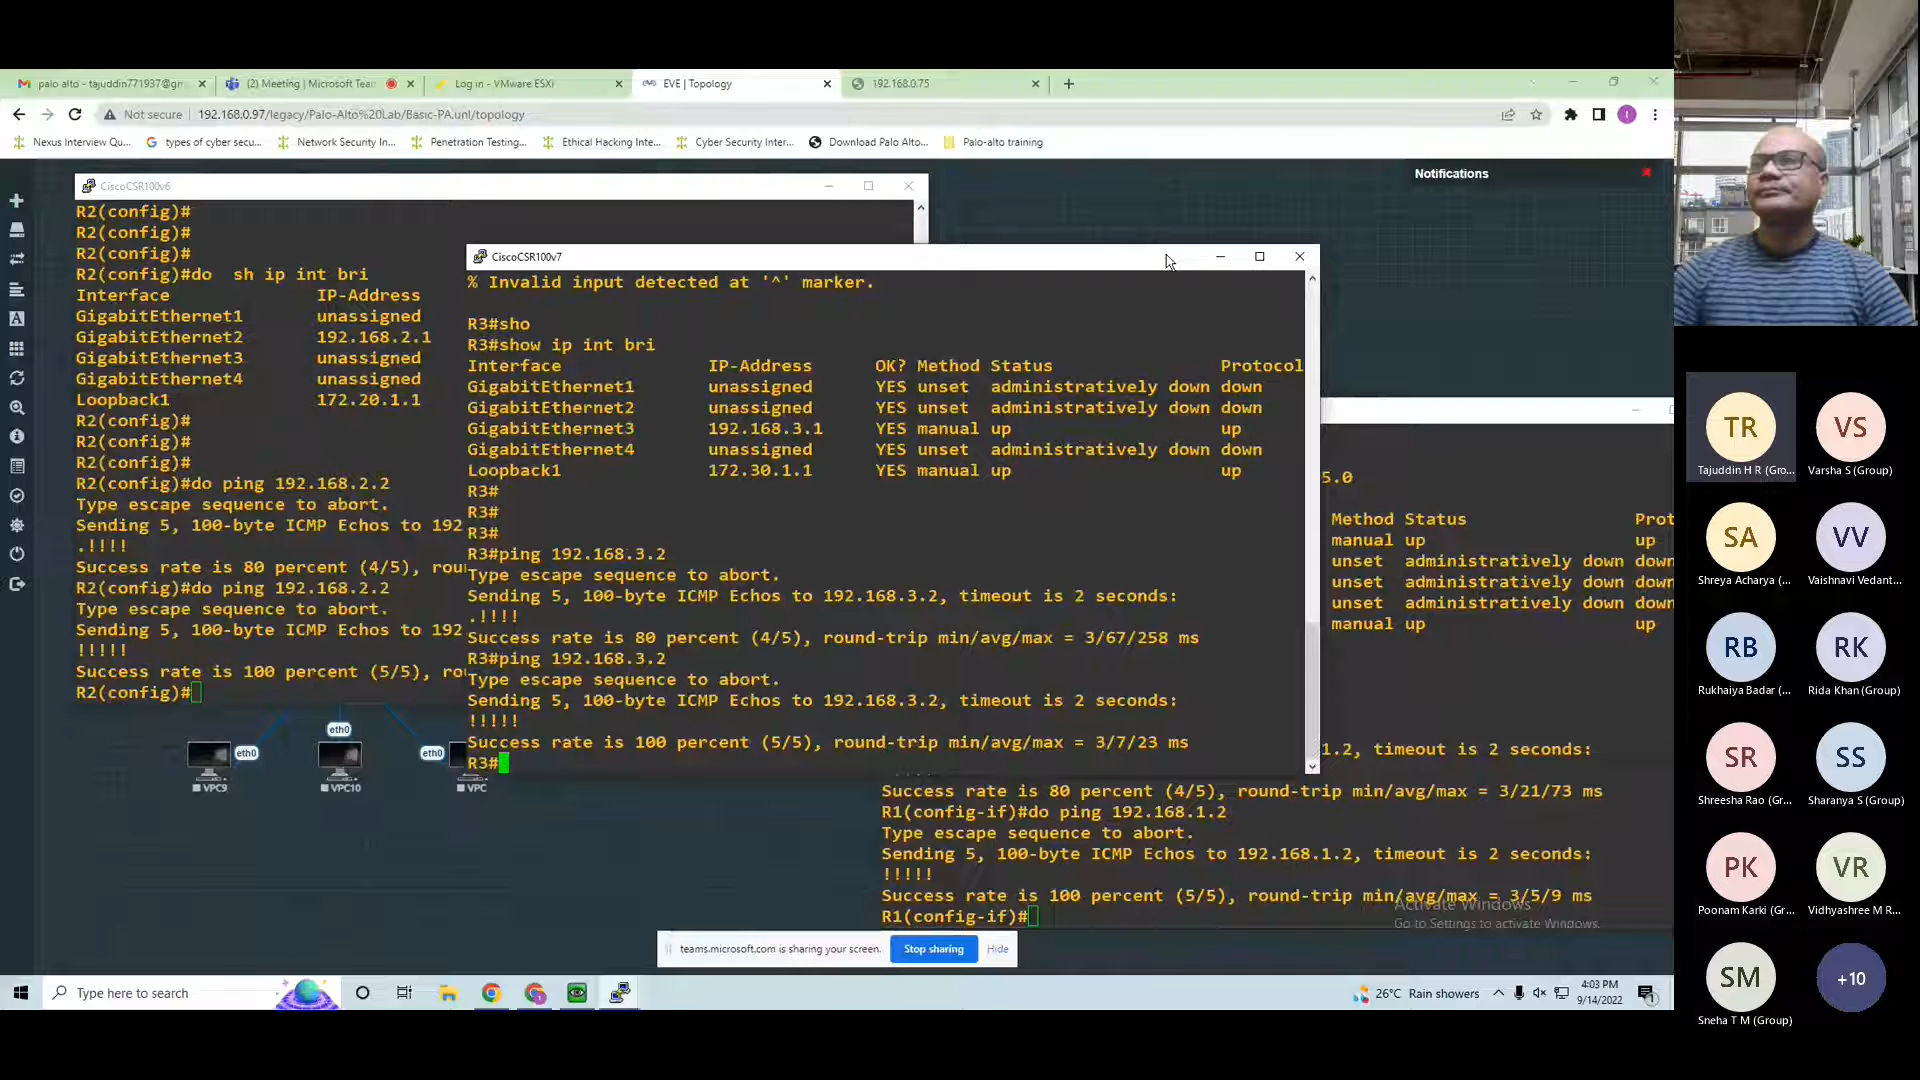 palo alto - tajuddin771937@gm
(2) Meeting | Microsoft Tea
Log in - VMware ESXi
EVE | Topology
192.168.0.75
Not secure
192.168.0.97/legacy/Palo-Alto%20Lab/Basic-PA.unl/topology
Nexus Interview Qu...
types of cyber secu...
Network Security In...
Penetration Testing...
Ethical Hacking Inte...
Cyber Security Inter...
Download Palo Alto...
Palo-alto training
Notifications
CiscoCSR100v6
R2(config)#
R2(config)#
R2(config)#
R2(config)#do  sh ip int bri
Interface              IP-Address
GigabitEthernet1       unassigned
GigabitEthernet2       192.168.2.1
GigabitEthernet3       unassigned
GigabitEthernet4       unassigned
Loopback1              172.20.1.1
R2(config)#
R2(config)#
R2(config)#
R2(config)#do ping 192.168.2.2
Type escape sequence to abort.
Sending 5, 100-byte ICMP Echos to 192
.!!!!
Success rate is 80 percent (4/5), rou
R2(config)#do ping 192.168.2.2
Type escape sequence to abort.
Sending 5, 100-byte ICMP Echos to 192
!!!!!
Success rate is 100 percent (5/5), ro
R2(config)#
CiscoCSR100v7
% Invalid input detected at '^' marker.
R3#sho
R3#show ip int bri
Interface              IP-Address      OK? Method Status                Protocol
GigabitEthernet1       unassigned      YES unset  administratively down down
GigabitEthernet2       unassigned      YES unset  administratively down down
GigabitEthernet3       192.168.3.1     YES manual up                    up
GigabitEthernet4       unassigned      YES unset  administratively down down
Loopback1              172.30.1.1      YES manual up                    up
R3#
R3#
R3#
R3#ping 192.168.3.2
Type escape sequence to abort.
Sending 5, 100-byte ICMP Echos to 192.168.3.2, timeout is 2 seconds:
.!!!!
Success rate is 80 percent (4/5), round-trip min/avg/max = 3/67/258 ms
R3#ping 192.168.3.2
Type escape sequence to abort.
Sending 5, 100-byte ICMP Echos to 192.168.3.2, timeout is 2 seconds:
!!!!!
Success rate is 100 percent (5/5), round-trip min/avg/max = 3/7/23 ms
R3#
5.0
Method Status                Prot
manual up                    up
unset  administratively down down
unset  administratively down down
unset  administratively down down
manual up                    up
1.2, timeout is 2 seconds:
Success rate is 80 percent (4/5), round-trip min/avg/max = 3/21/73 ms
R1(config-if)#do ping 192.168.1.2
Type escape sequence to abort.
Sending 5, 100-byte ICMP Echos to 192.168.1.2, timeout is 2 seconds:
!!!!!
Success rate is 100 percent (5/5), round-trip min/avg/max = 3/5/9 ms
R1(config-if)#
eth0
eth0
eth0
VPC9
VPC10
VPC
Activate Windows
Go to Settings to activate Windows.
teams.microsoft.com is sharing your screen.
Stop sharing
Hide
Type here to search
26°C  Rain showers
4:03 PM
9/14/2022
1
TR
Tajuddin H R (Gro...
VS
Varsha S (Group)
SA
Shreya Acharya (...
VV
Vaishnavi Vedant...
RB
Rukhaiya Badar (...
RK
Rida Khan (Group)
SR
Shreesha Rao (Gr...
SS
Sharanya S (Group)
PK
Poonam Karki (Gr...
VR
Vidhyashree M R...
SM
Sneha T M (Group)
+10